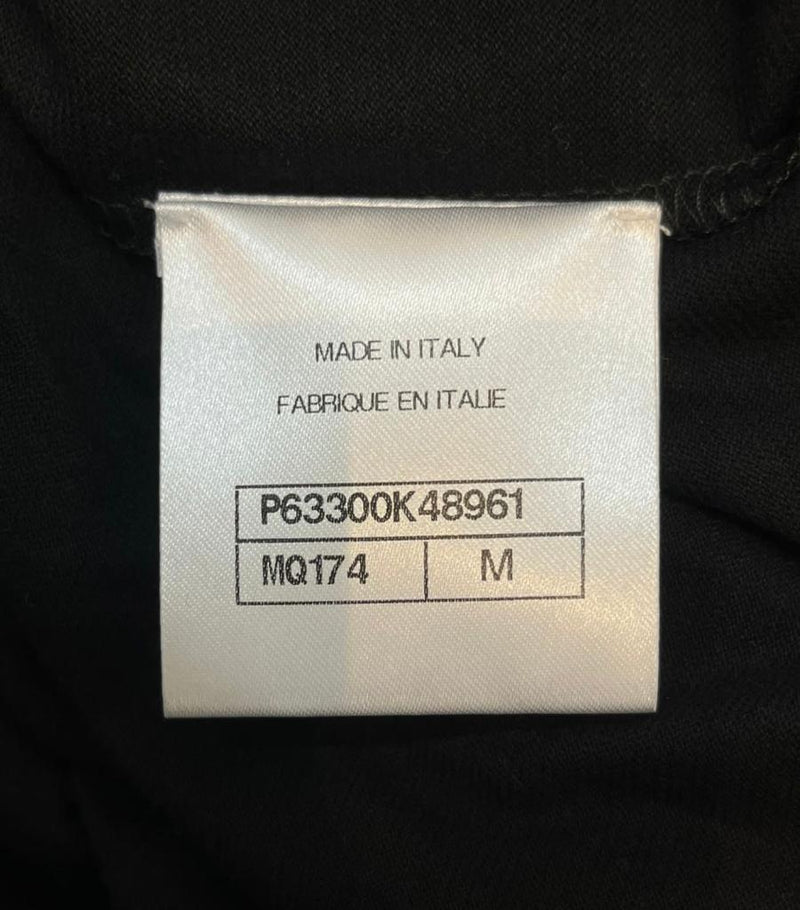 MADE IN ITALY
FABRIQUE EN ITALIE
P63300K48961
MQ174 M